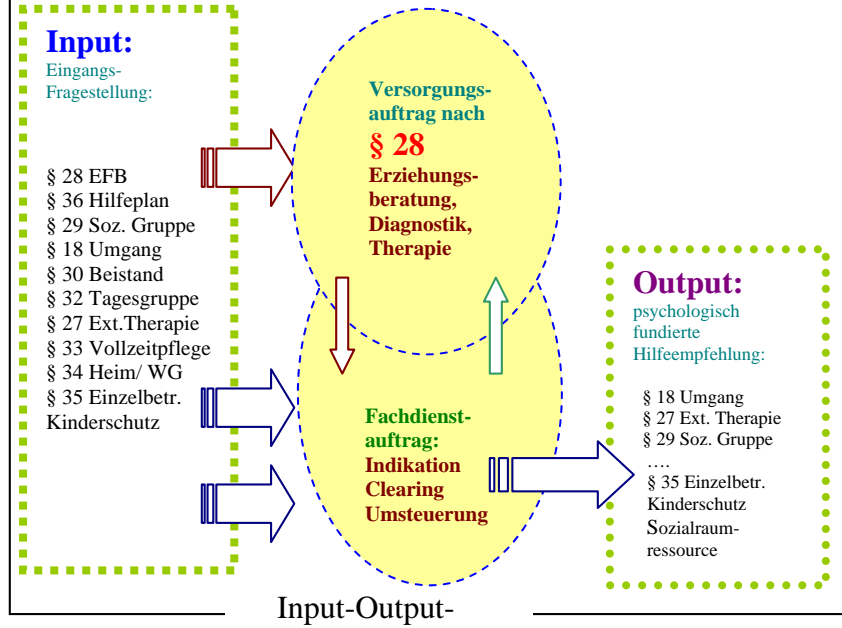 Input:
Eingangs-
Fragestellung:
§ 28 EFB
§ 36 Hilfeplan
§ 29 Soz. Gruppe
§ 18 Umgang
§ 30 Beistand
§ 32 Tagesgruppe
§ 27 Ext.Therapie
§ 33 Vollzeitpflege
§ 34 Heim/ WG
§ 35 Einzelbetr.
Kinderschutz
Versorgungs-
auftrag nach
§ 28
Erziehungs-
beratung,
Diagnostik,
Therapie
Fachdienst-
auftrag:
Indikation
Clearing
Umsteuerung
Output:
psychologisch
fundierte
Hilfeempfehlung:
§ 18 Umgang
§ 27 Ext. Therapie
§ 29 Soz. Gruppe
….
§ 35 Einzelbetr.
Kinderschutz
Sozialraum-
ressource
Input-Output-